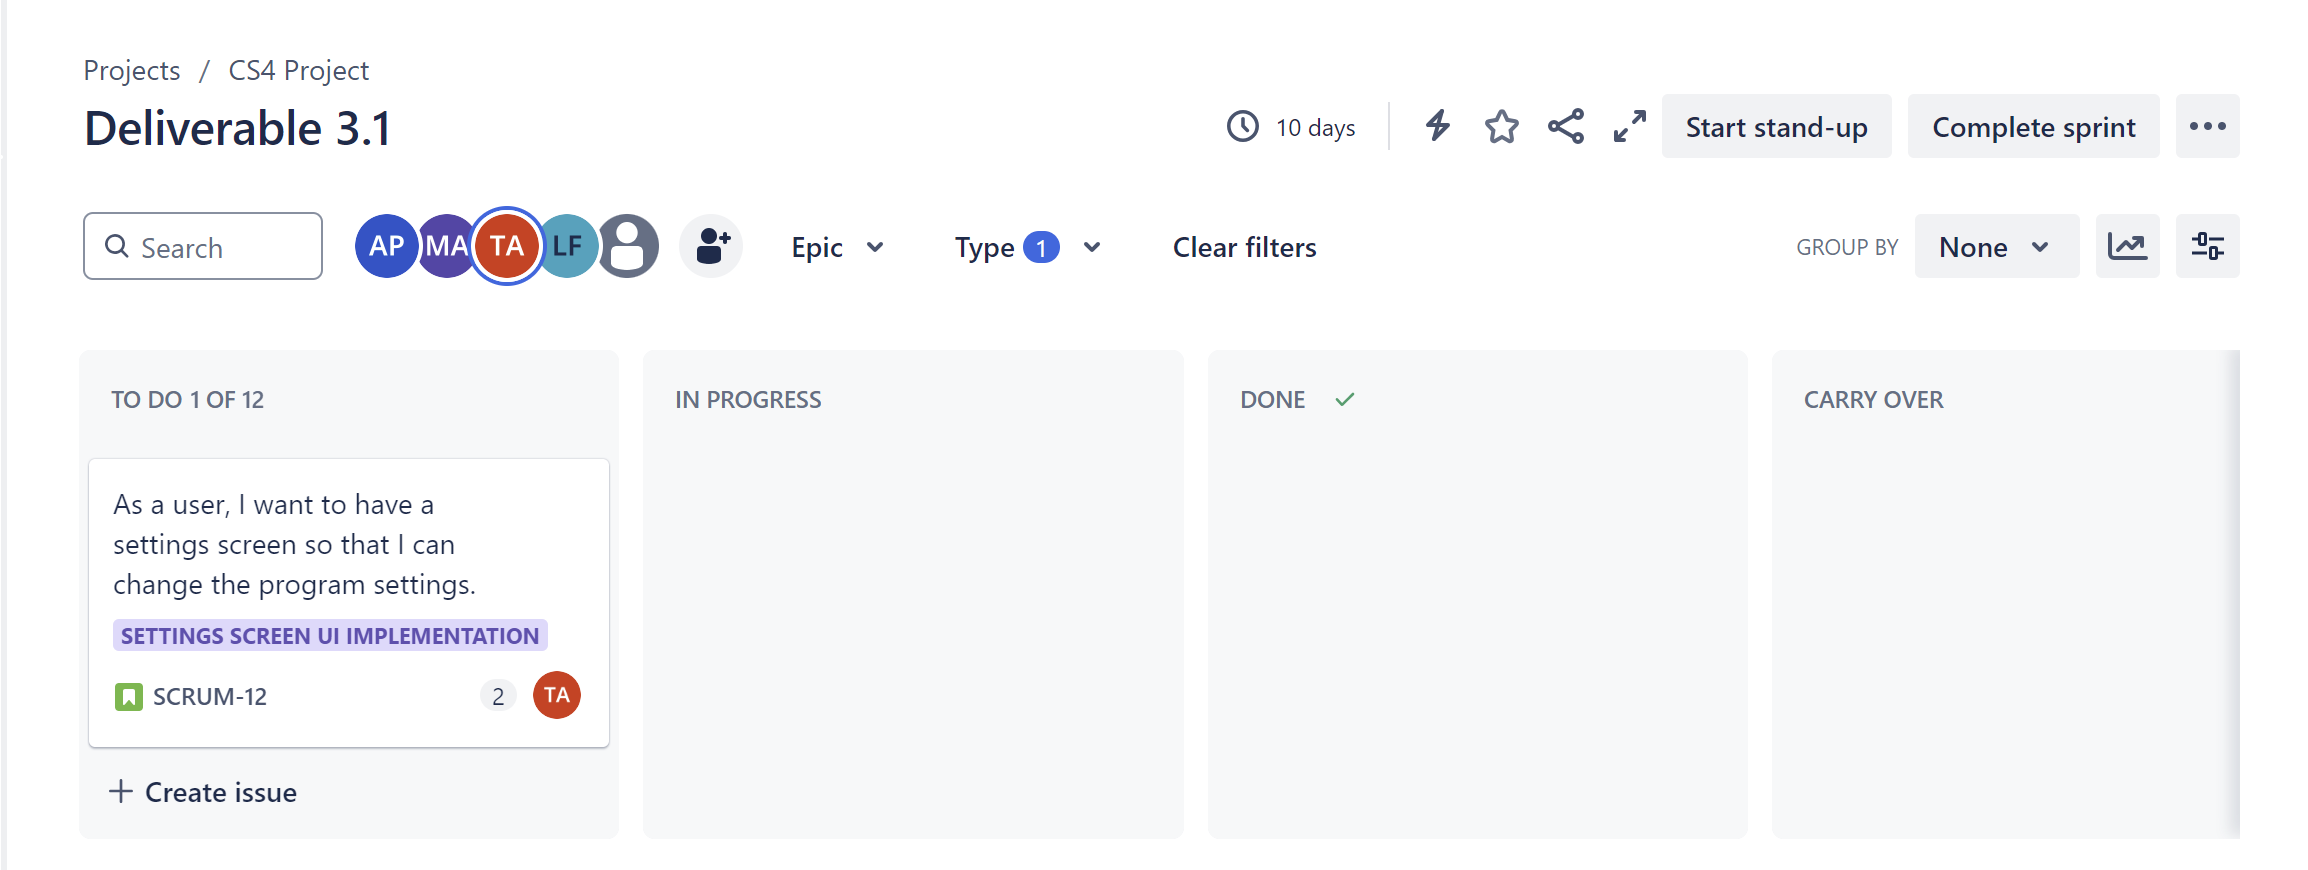 Projects / CS4 Project
Deliverable 3.1
10 days
Start stand-up
Complete sprint
Search
AP MA TA LF
Epic
Type 1
Clear filters
GROUP BY
None
TO DO 1 OF 12
IN PROGRESS
DONE
CARRY OVER
As a user, I want to have a
settings screen so that I can
change the program settings.
SETTINGS SCREEN UI IMPLEMENTATION
SCRUM-12
2
TA
Create issue